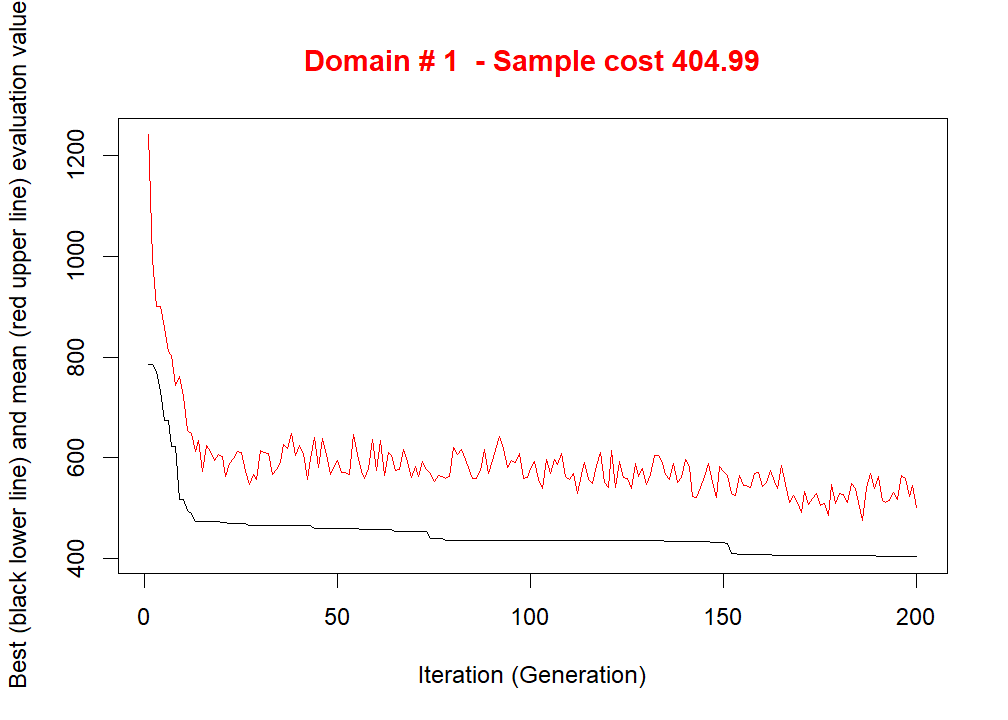 Domain # 1  - Sample cost 404.99
Best (black lower line) and mean (red upper line) evaluation value
1200
1000
800
600
400
0 50 100 150 200
Iteration (Generation)